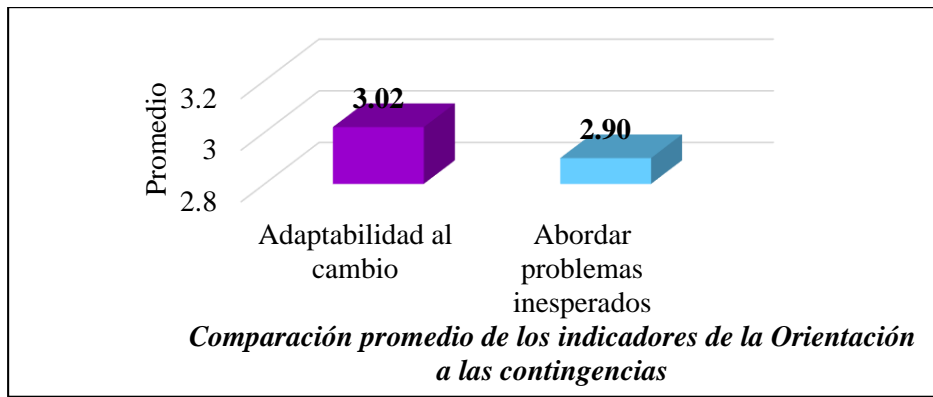 Promedio
3.2
3
2.8
3.02
2.90
Adaptabilidad al
cambio
Abordar
problemas
inesperados
Comparación promedio de los indicadores de la Orientación
a las contingencias